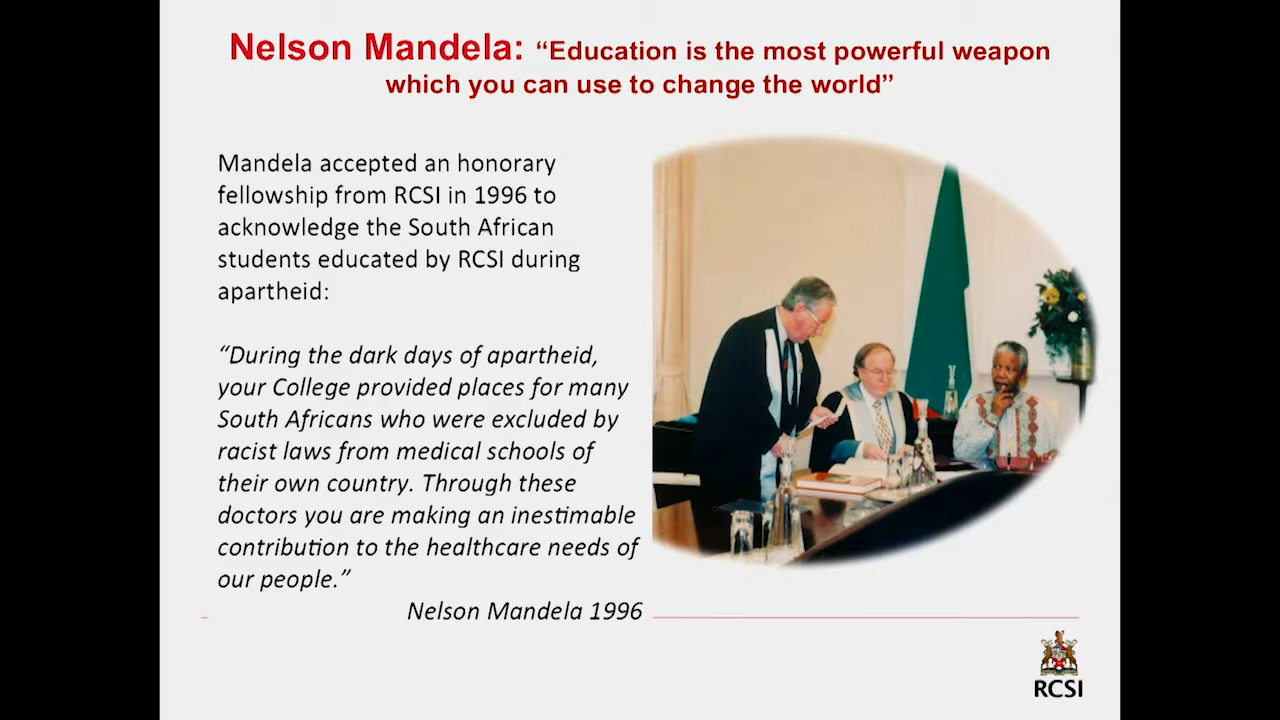 Nelson Mandela: “Education is the most powerful weapon
which you can use to change the world”
Mandela accepted an honorary
fellowship from RCSI in 1996 to
acknowledge the South African
students educated by RCSI during
apartheid:
“During the dark days of apartheid,
your College provided places for many
South Africans who were excluded by
racist laws from medical schools of
their own country. Through these
doctors you are making an inestimable
contribution to the healthcare needs of
our people.”
Nelson Mandela 1996
RCSI